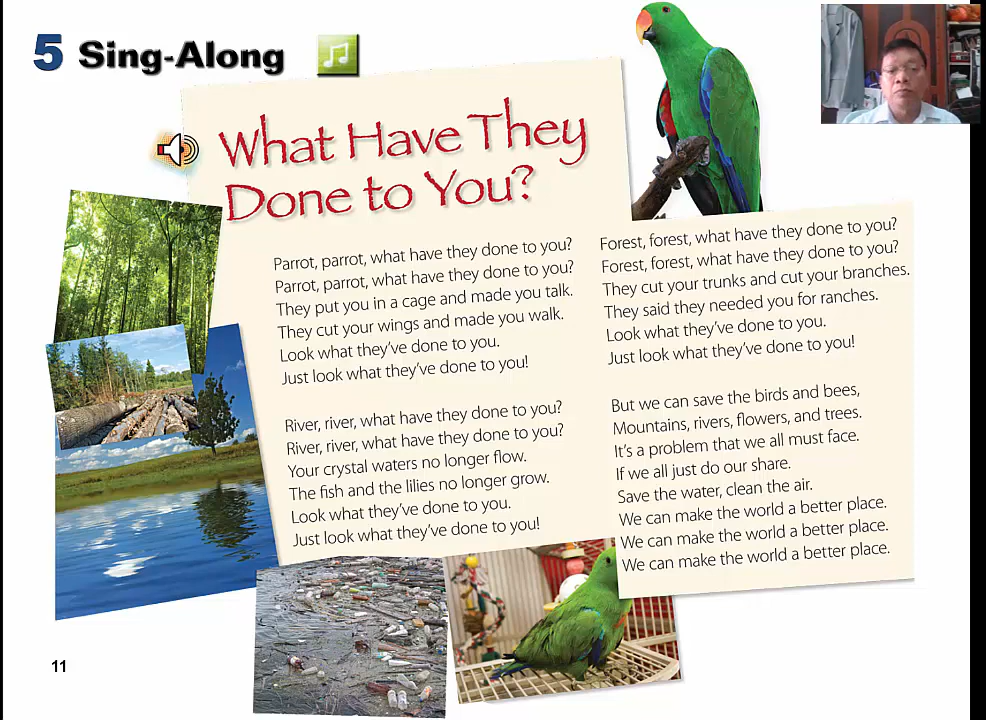 5 Sing-Along
What Have They
Done to You?
Parrot, parrot, what have they done to you?
Parrot, parrot, what have they done to you?
They put you in a cage and made you talk.
They cut your wings and made you walk.
Look what they've done to you.
Just look what they've done to you!
River, river, what have they done to you?
River, river, what have they done to you?
Your crystal waters no longer flow.
The fish and the lilies no longer grow.
Look what they've done to you.
Just look what they've done to you!
Forest, forest, what have they done to you?
Forest, forest, what have they done to you?
They cut your trunks and cut your branches.
They said they needed you for ranches.
Look what they've done to you.
Just look what they've done to you!
But we can save the birds and bees,
Mountains, rivers, flowers, and trees.
It's a problem that we all must face.
If we all just do our share.
Save the water, clean the air.
We can make the world a better place.
We can make the world a better place.
We can make the world a better place.
11